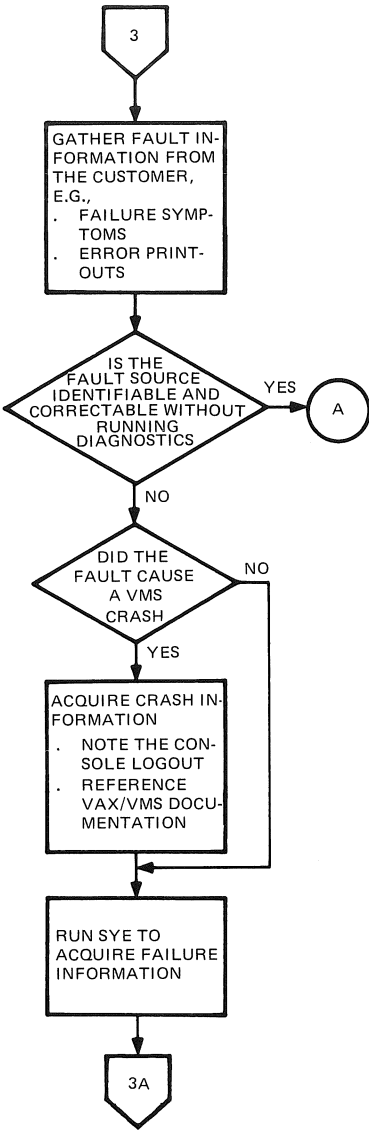 3
GATHER FAULT IN-
FORMATION FROM
THE CUSTOMER,
E.G.,
. FAILURE SYMP-
TOMS
. ERROR PRINT-
OUTS
IS THE
FAULT SOURCE
IDENTIFIABLE AND
CORRECTABLE WITHOUT
RUNNING
DIAGNOSTICS
YES
A
NO
DID THE
FAULT CAUSE
A VMS
CRASH
NO
YES
ACQUIRE CRASH IN-
FORMATION
. NOTE THE CON-
SOLE LOGOUT
. REFERENCE
VAX/VMS DOCU-
MENTATION
RUN SYE TO
ACQUIRE FAILURE
INFORMATION
3A